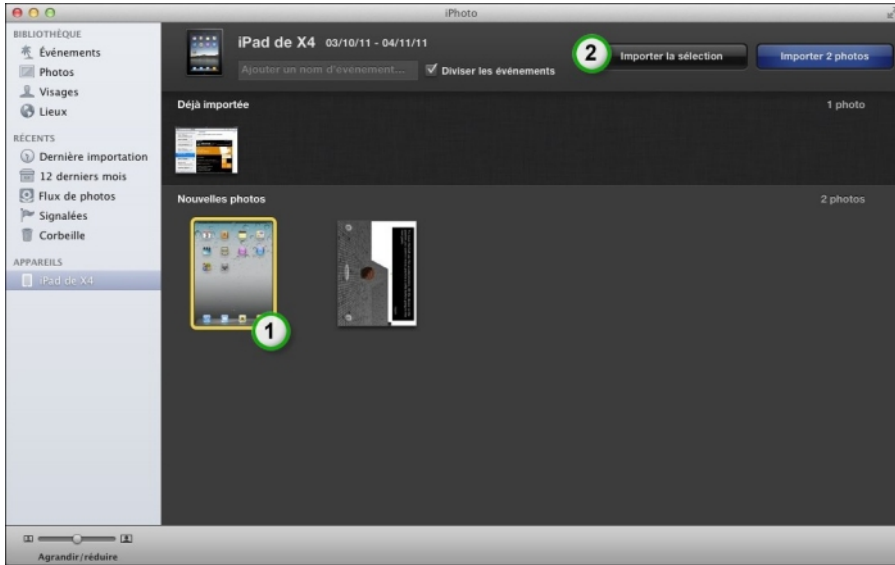 iPhoto
BIBLIOTHÈQUE
Événements
Photos
Visages
Lieux
RÉCENTS
Dernière importation
12 derniers mois
Flux de photos
Signalées
Corbeille
APPAREILS
iPad de X4
iPad de X4 03/10/11 - 04/11/11
Ajouter un nom d'événement...
Diviser les événements
2
Importer la sélection
Importer 2 photos
Déjà importée
1 photo
Nouvelles photos
2 photos
1
Agrandir/réduire